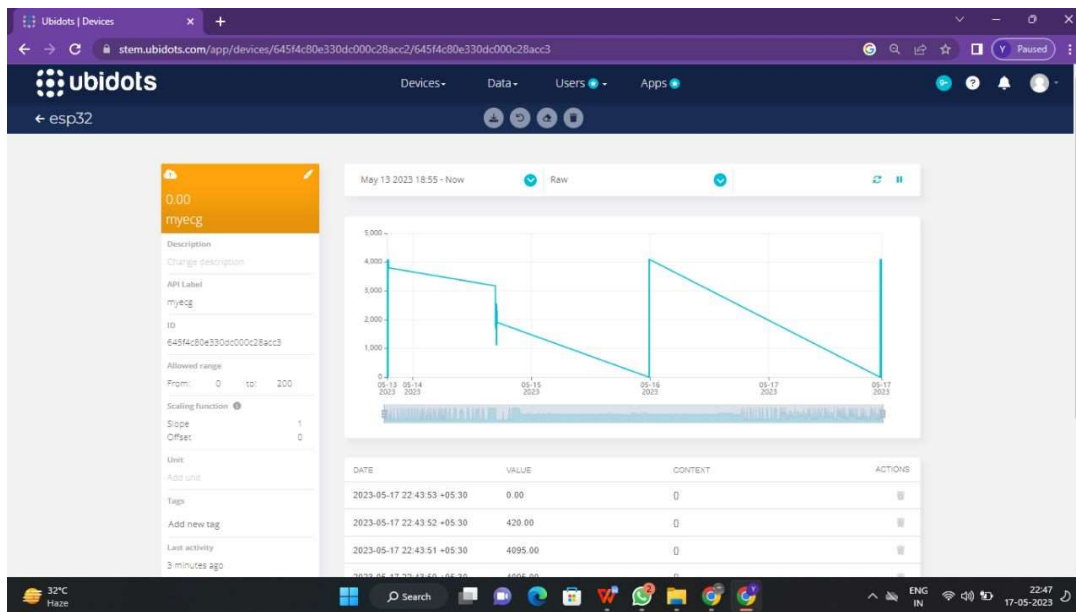 Ubidots | Devices
stem.ubidots.com/app/devices/645f4c80e330dc000c28acc2/645f4c80e330dc000c28acc3
Y Paused
ubidots
Devices
Data
Users
Apps
esp32
0.00
myecg
Description
Change description
API Label
myecg
ID
645f4c80e330dc000c28acc3
Allowed range
From: 0 to: 200
Scaling function
Slope 1
Offset 0
Unit
Add unit
Tags
Add new tag
Last activity
3 minutes ago
May 13 2023 18:55 - Now
Raw
5,000
4,000
3,000
2,000
1,000
0
05-13 05-14 05-15 05-16 05-17 05-17
2023 2023 2023 2023 2023 2023
DATE VALUE CONTEXT ACTIONS
2023-05-17 22:43:53 +05:30 0.00 {}
2023-05-17 22:43:52 +05:30 420.00 {}
2023-05-17 22:43:51 +05:30 4095.00 {}
32°C
Haze
Search
2
ENG
IN
22:47
17-05-2023